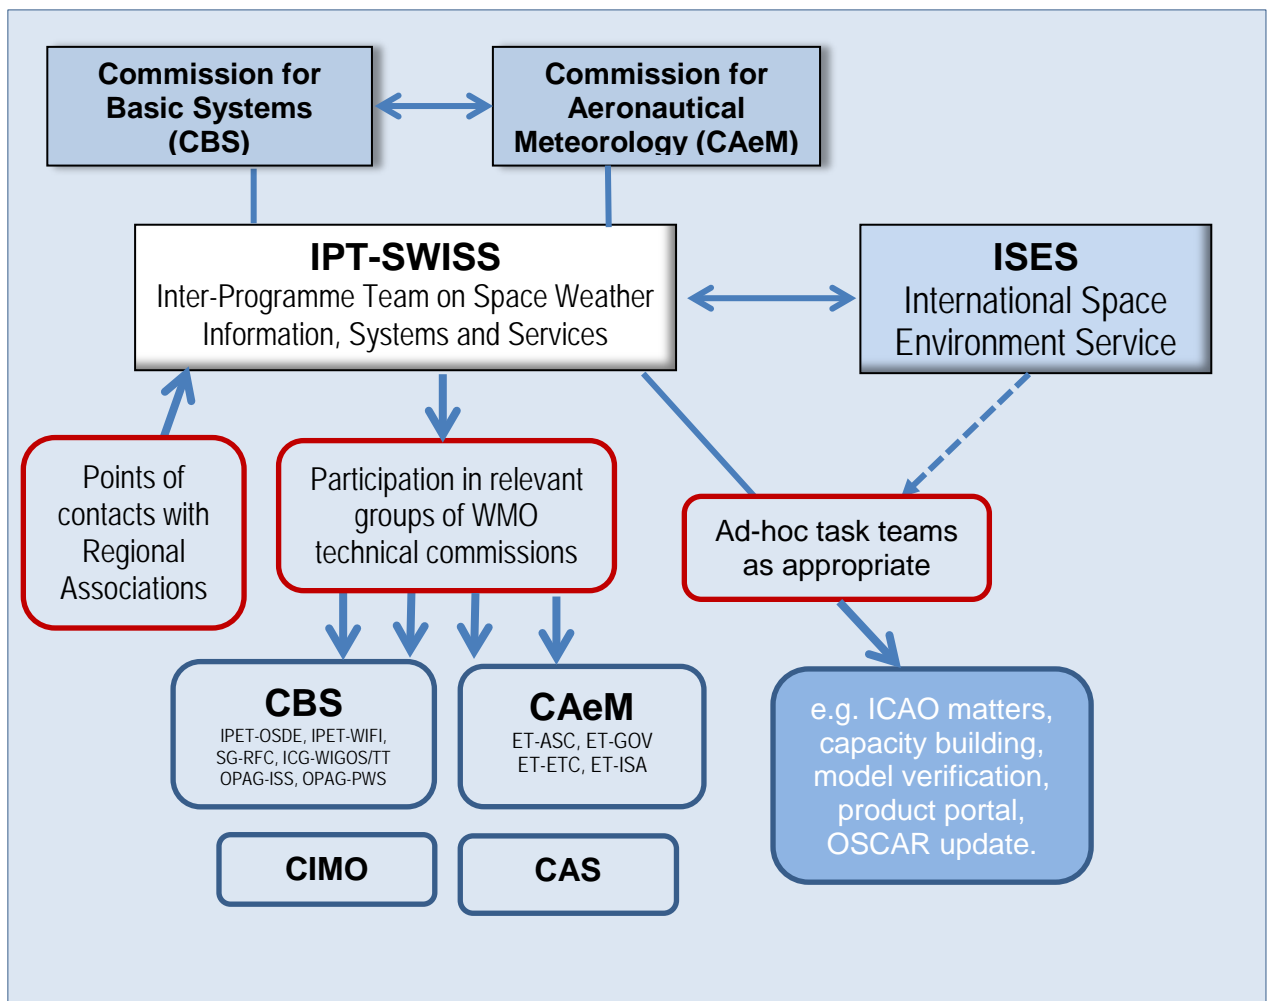 Commission for
Basic Systems
(CBS)
Commission for
Aeronautical
Meteorology (CAeM)
IPT-SWISS
Inter-Programme Team on Space Weather
Information, Systems and Services
ISES
International Space
Environment Service
Points of
contacts with
Regional
Associations
Participation in relevant
groups of WMO
technical commissions
Ad-hoc task teams
as appropriate
CBS
IPET-OSDE, IPET-WIFI,
SG-RFC, ICG-WIGOS/TT
OPAG-ISS, OPAG-PWS
CAeM
ET-ASC, ET-GOV
ET-ETC, ET-ISA
e.g. ICAO matters,
capacity building,
model verification,
product portal,
OSCAR update.
CIMO
CAS